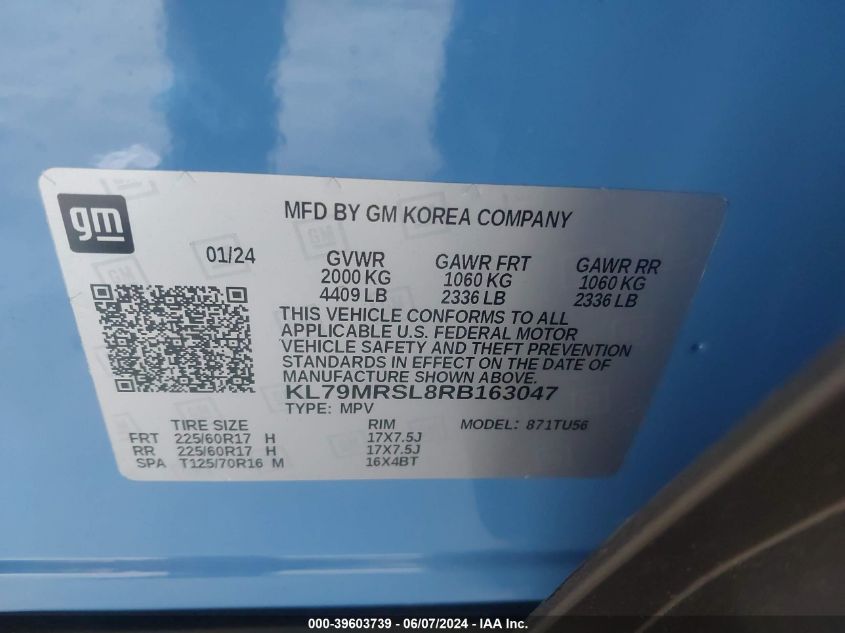 gm
MFD BY GM KOREA COMPANY
01/24
GVWR
2000 KG
4409 LB
GAWR FRT
1060 KG
2336 LB
GAWR RR
1060 KG
2336 LB
THIS VEHICLE CONFORMS TO ALL
APPLICABLE U.S. FEDERAL MOTOR
VEHICLE SAFETY AND THEFT PREVENTION
STANDARDS IN EFFECT ON THE DATE OF
MANUFACTURE SHOWN ABOVE.
KL79MRSL8RB163047
TYPE: MPV
MODEL: 871TU56
TIRE SIZE RIM
FRT 225/60R17 H 17X7.5J
RR 225/60R17 H 17X7.5J
SPA T125/70R16 M 16X4BT
000-39603739 - 06/07/2024 - IAA Inc.